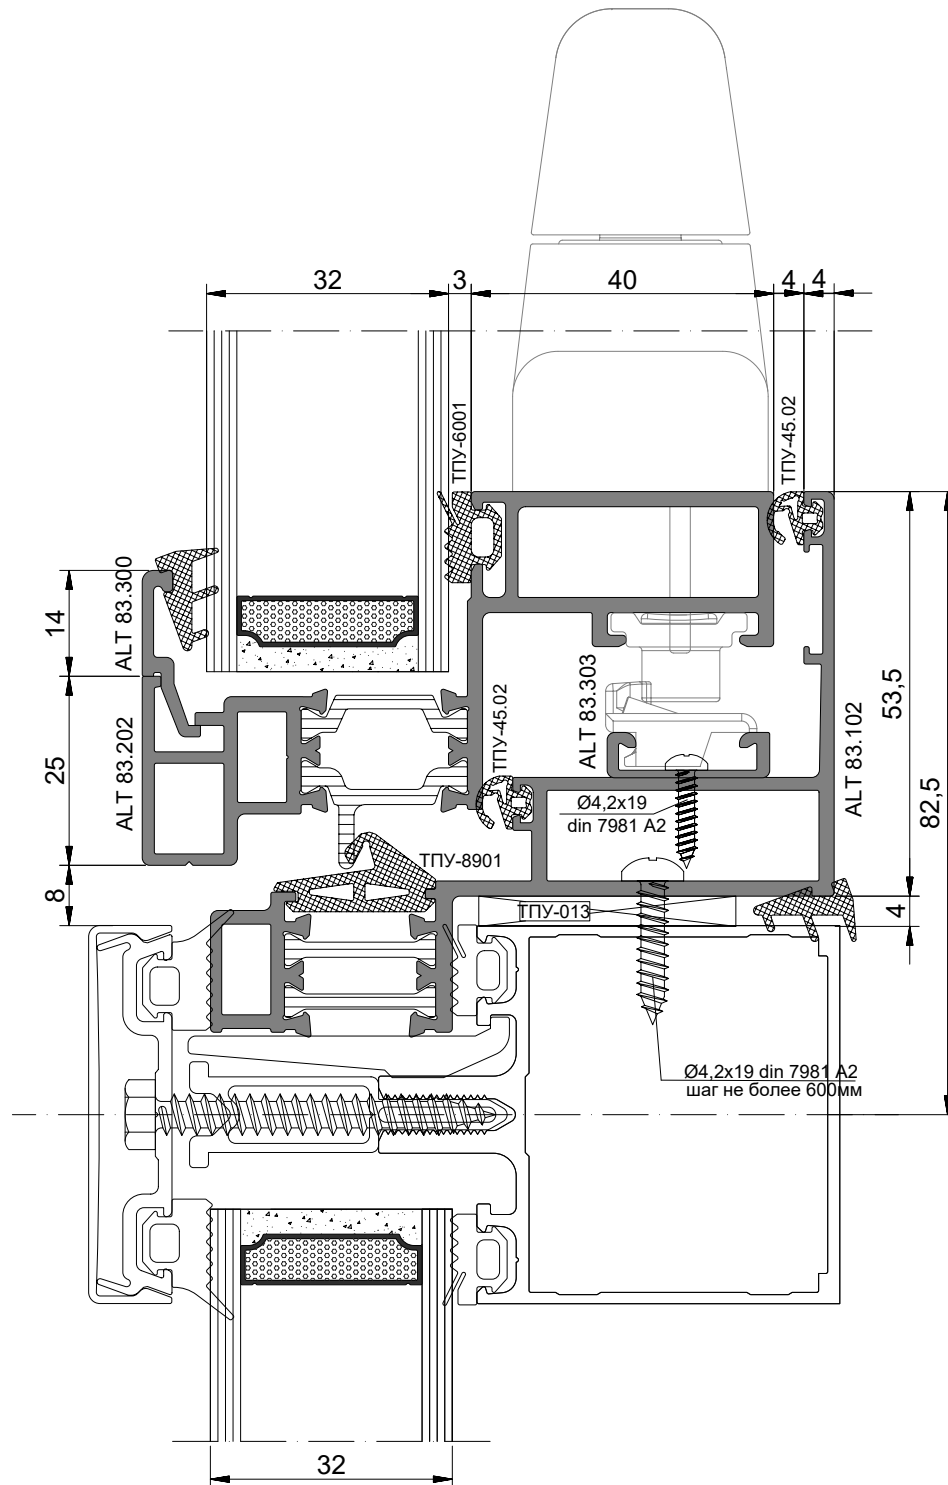 32
3
40
4
4
ТПУ-6001
ТПУ-45.02
14
ALT 83.300
25
ALT 83.202
8
ТПУ-45.02
ALT 83.303
ALT 83.102
53,5
82,5
Ø4,2x19
din 7981 A2
ТПУ-8901
ТПУ-013
4
Ø4,2x19 din 7981 A2
шаг не более 600мм
32